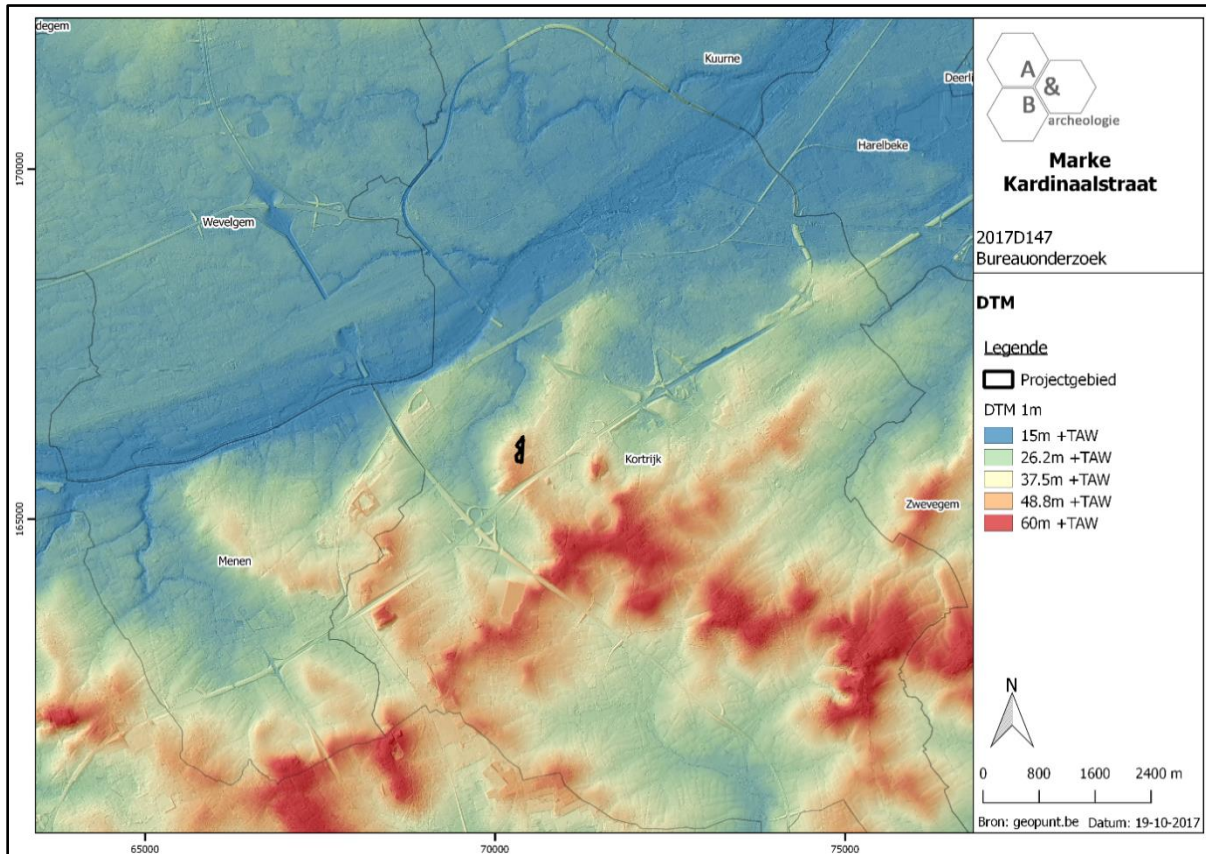 degem
Kuurne
Deerli
Harelbeke
170000
Wevelgem
Kortrijk
Zwevegem
165000
Menen
65000
70000
75000
A
&
B
archeologie
Marke
Kardinaalstraat
2017D147
Bureauonderzoek
DTM
Legende
Projectgebied
DTM 1m
15m +TAW
26.2m +TAW
37.5m +TAW
48.8m +TAW
60m +TAW
N
0 800 1600 2400 m
Bron: geopunt.be Datum: 19-10-2017